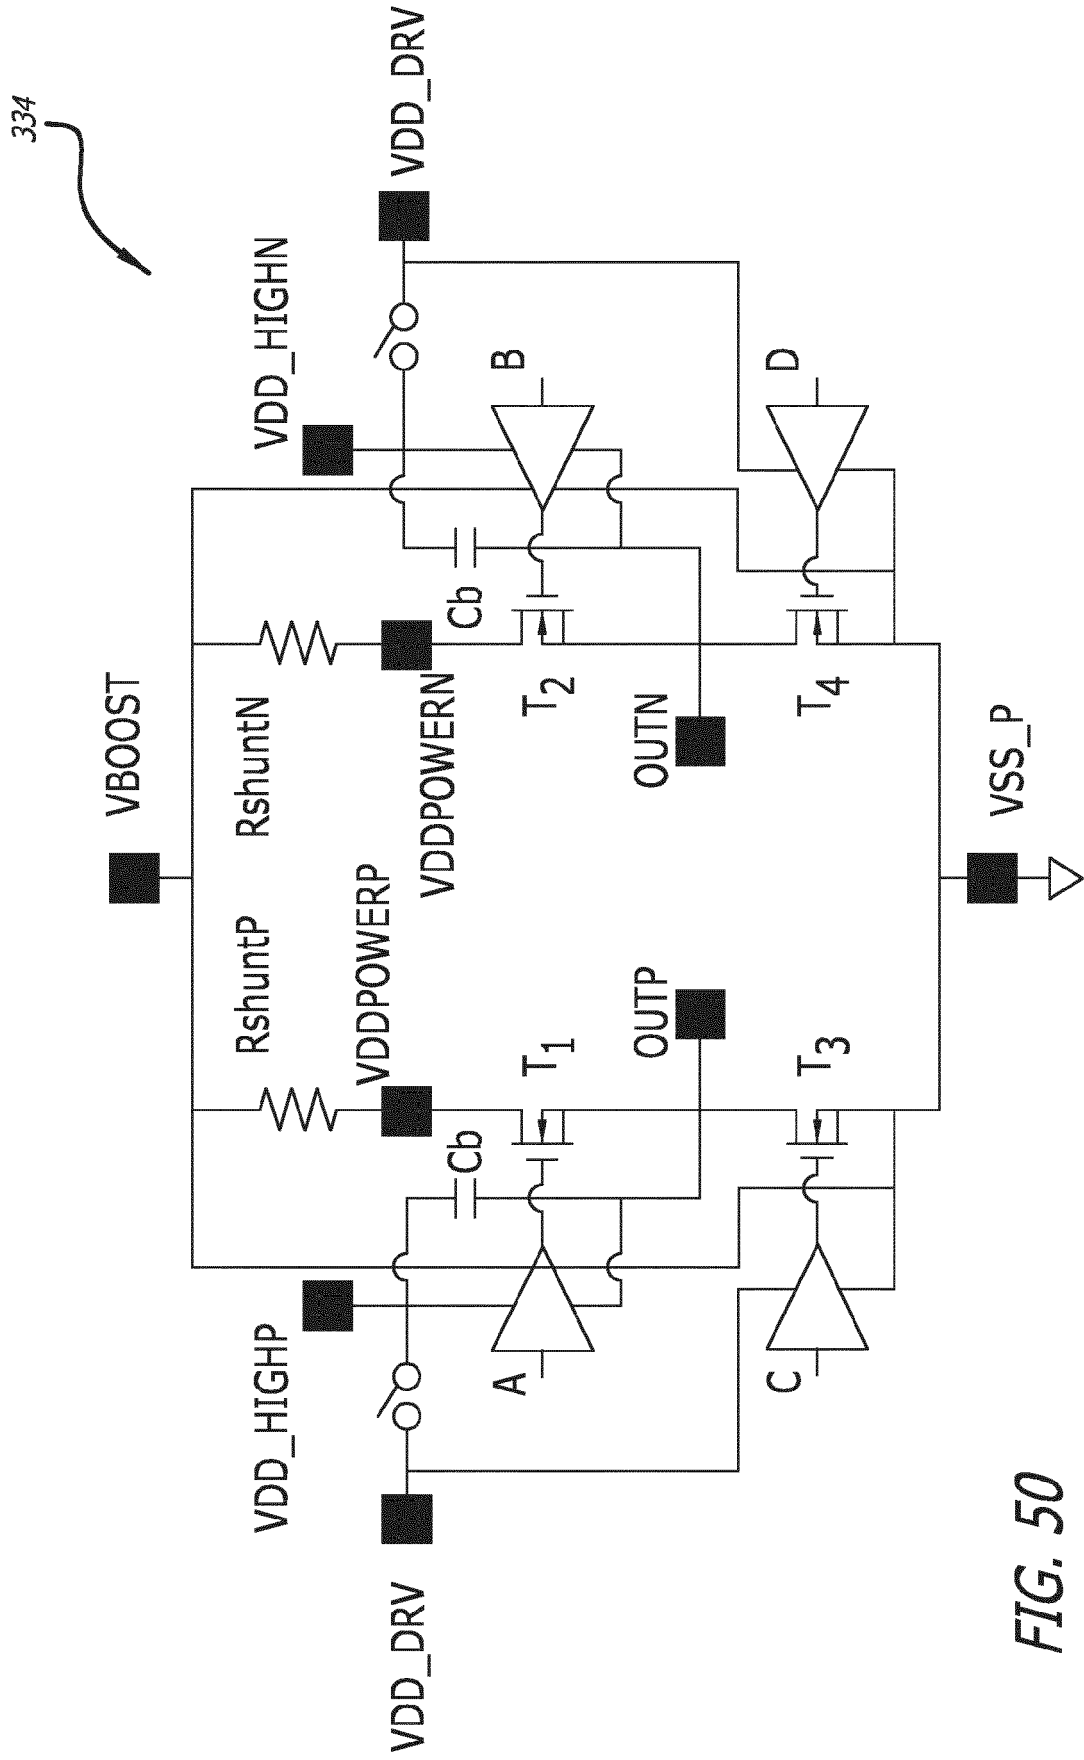 334
VBOOST
RshuntP
RshuntN
VDD_HIGHP
VDD_HIGHN
VDDPOWERP
VDDPOWERN
VDD_DRV
VDD_DRV
Cb
Cb
A
T1
T2
B
OUTP
OUTN
C
T3
T4
D
VSS_P
FIG. 50